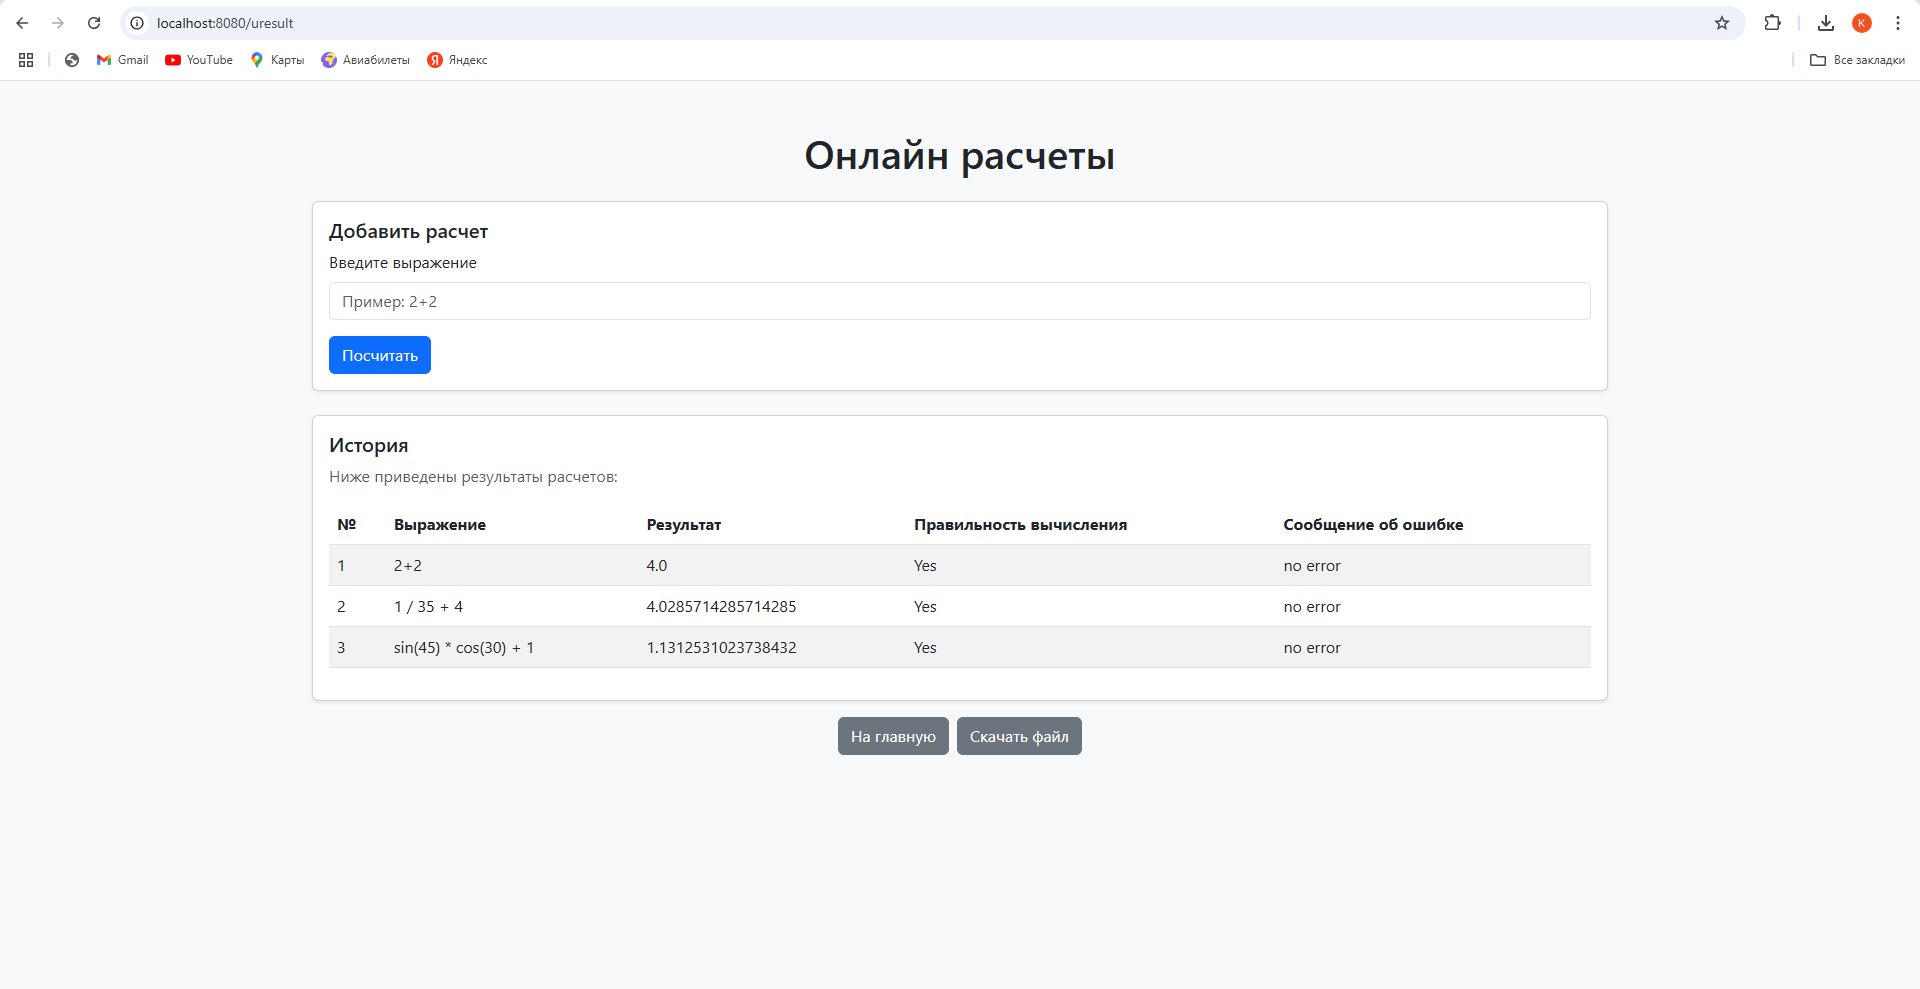 localhost:8080/uresult
K
Gmail YouTube Карты Авиабилеты Я Яндекс Все закладки
Онлайн расчеты
Добавить расчет
Введите выражение
Пример: 2+2
Посчитать
История
Ниже приведены результаты расчетов:
№ Выражение Результат Правильность вычисления Сообщение об ошибке
1 2+2 4.0 Yes no error
2 1 / 35 + 4 4.0285714285714285 Yes no error
3 sin(45) * cos(30) + 1 1.1312531023738432 Yes no error
На главную Скачать файл